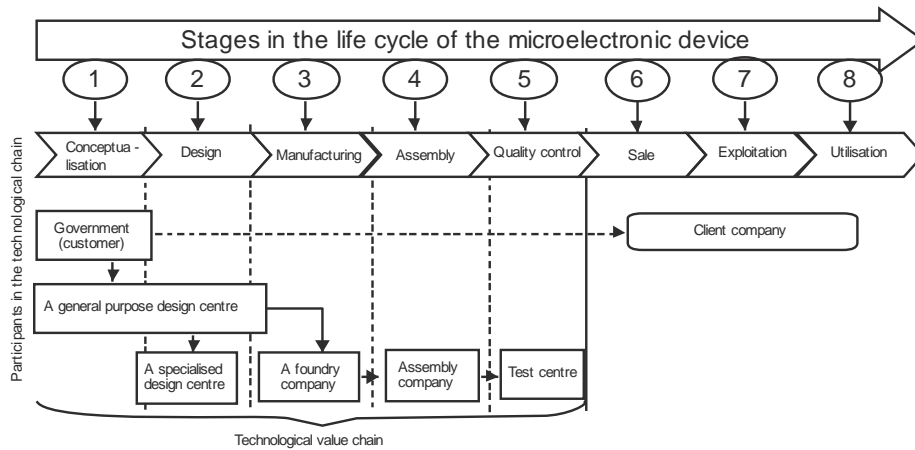 Stages in the life cycle of the microelectronic device
1
2
3
4
5
6
7
8
Conceptua -
lisation
Design
Manufacturing
Assembly
Quality control
Sale
Exploitation
Utilisation
Participants in the technological chain
Government
(customer)
Client company
A general purpose design centre
A specialised
design centre
A foundry
company
Assembly
company
Test centre
Technological value chain